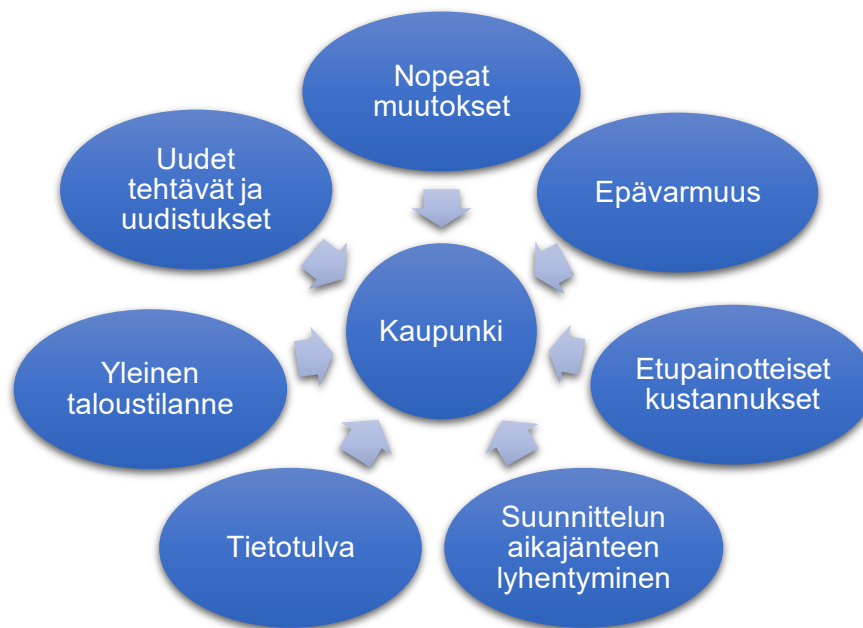 Nopeat
muutokset
Epävarmuus
Etupainotteiset
kustannukset
Suunnittelun
aikajänteen
lyhentyminen
Tietotulva
Yleinen
taloustilanne
Uudet
tehtävät ja
uudistukset
Kaupunki